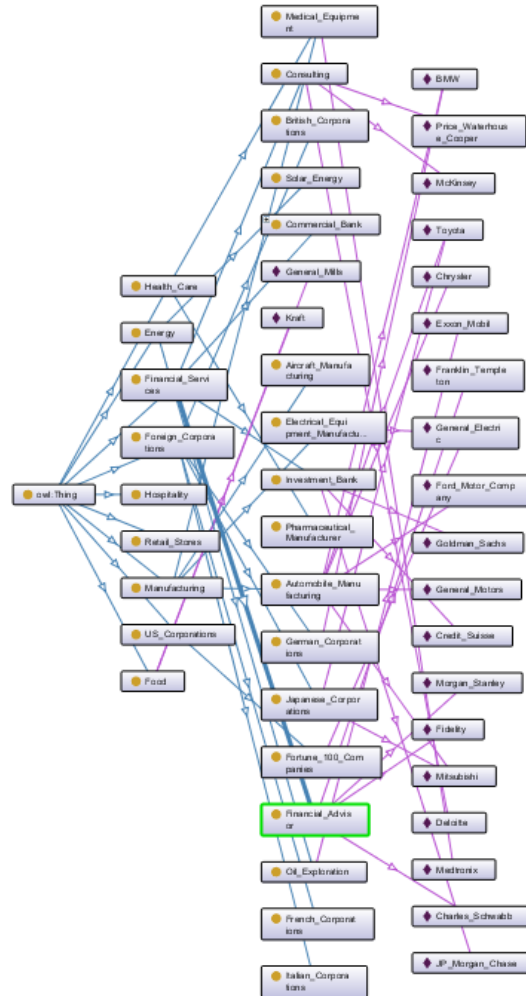 owl:Thing
Health_Care
Energy
Financial_Servi
ces
Foreign_Corpora
tions
Hospitality
Retail_Stores
Manufacturing
US_Corporations
Food
Medical_Equipme
nt
Consulting
British_Corpora
tions
Solar_Energy
Commercial_Bank
General_Mills
Kraft
Aircraft_Manufa
cturing
Electrical_Equi
pment_Manufactu...
Investment_Bank
Pharmaceutical_
Manufacturer
Automobile_Manu
facturing
German_Corporat
ions
Japanese_Corpor
ations
Fortune_100_Com
panies
Financial_Advis
or
Oil_Exploration
French_Corporat
ions
Italian_Corpora
tions
BMW
Price_Waterhous
e_Cooper
McKinsey
Toyota
Chrysler
Exxon_Mobil
Franklin_Temple
ton
General_Electri
c
Ford_Motor_Comp
any
Goldman_Sachs
General_Motors
Credit_Suisse
Morgan_Stanley
Fidelity
Mitsubishi
Deloitte
Medtronix
Charles_Schwabb
JP_Morgan_Chase